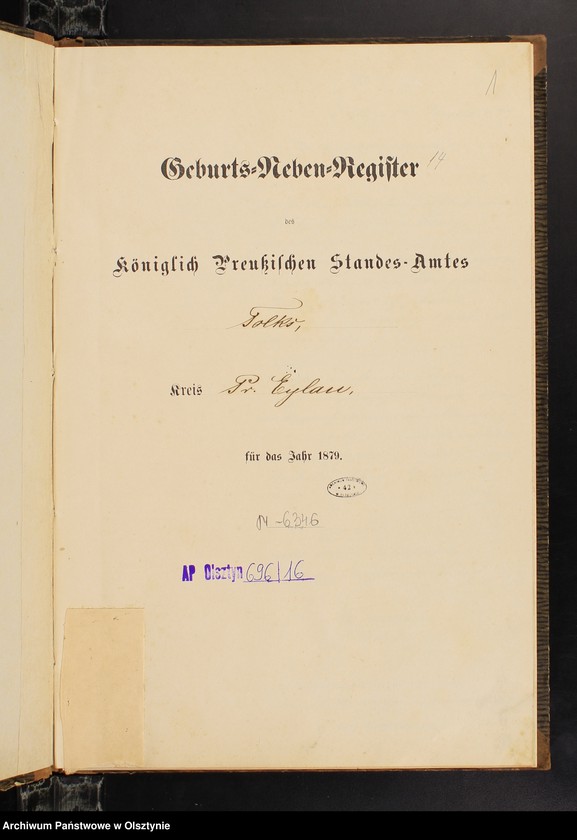 1
Geburts-Neben-Register 14
des
Königlich Preußischen Standes-Amtes
Tolks,
Kreis Pr. Eylau,
für das Jahr 1879.
42
M-6346
AP Olsztyn 696/16
Archiwum Państwowe w Olsztynie